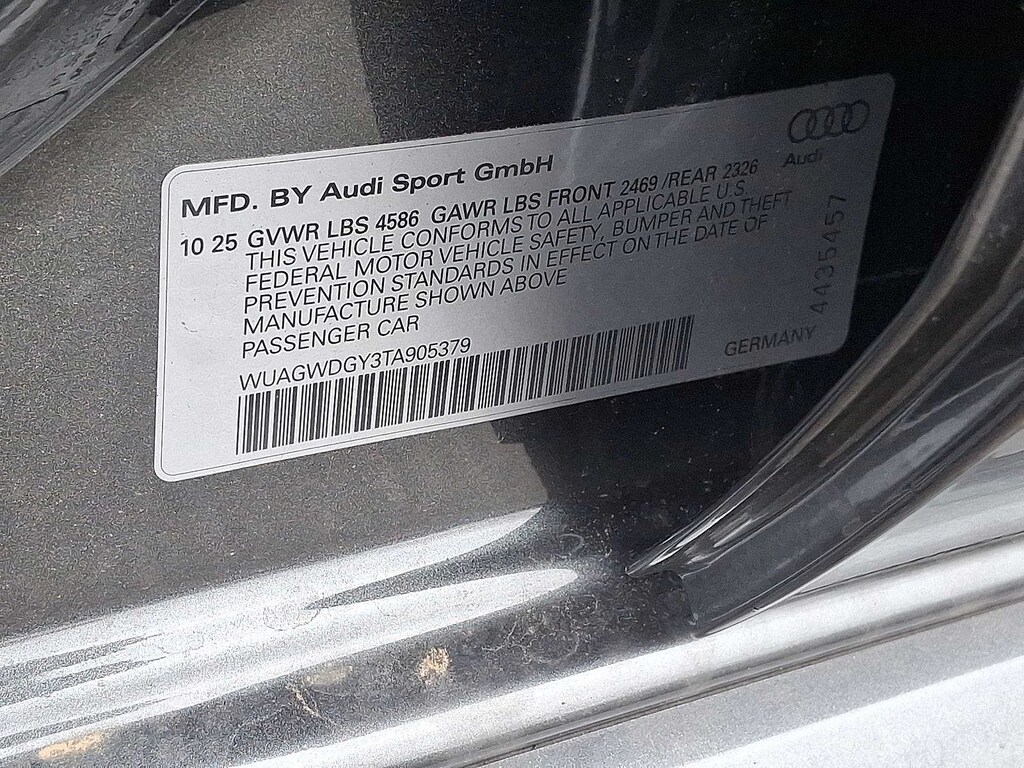 MFD. BY Audi Sport GmbH
Audi
10 25 GVWR LBS 4586 GAWR LBS FRONT 2469 /REAR 2326
THIS VEHICLE CONFORMS TO ALL APPLICABLE U.S.
FEDERAL MOTOR VEHICLE SAFETY, BUMPER AND THEFT
PREVENTION STANDARDS IN EFFECT ON THE DATE OF
MANUFACTURE SHOWN ABOVE
PASSENGER CAR
WUAGWDGY3TA905379
GERMANY
4435457